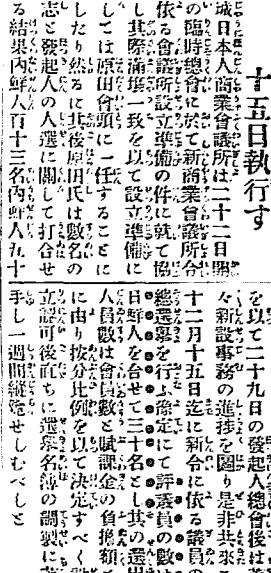 十五日執行す
城日本人商業會議所は二十二日開
の臨時總會に於て新商業會議所令
依る會議所設立準備の件に就て協
し其際滿場一致を以て設立準備に
しては原田會頭に一任することに
したり然るに其後原田氏は數名の
志と發起人の人選に關して打合せ
る結果內鮮人百十三名內鮮人五十
を以て二十九日の發起人總會後は
々新設事務の進捗を圖り是非共來
十二月十五日迄に新令に依る議員の
總選擧を行ふ豫定にて評議員の數は
日鮮人を合せて三十名とし其の選
人員數は會員數と賦課金の負擔額
に由り按分比例を以て決定すべく
立認可後直ちに選擧名簿の調製に
手し一週間縱覽せしむべしと